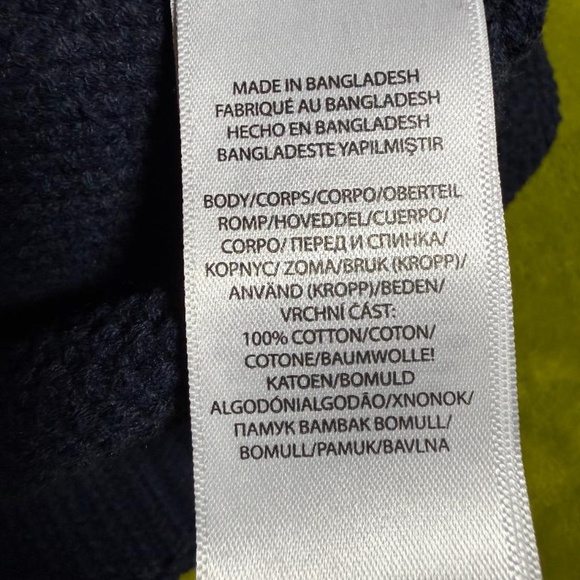 MADE IN BANGLADESH
FABRIQUÉ AU BANGLADESH
HECHO EN BANGLADESH
BANGLADESTE YAPILMIŞTIR
BODY/CORPS/CORPO/OBERTEIL
ROMP/HOVEDDEL/CUERPO/
CORPO/ ПЕРЕД И СПИНКА/
КОРПУС/ ZOMA/BRUK (KROPP)/
ANVÄND (KROPP)/BEDEN/
VRCHNÍ ČÁST:
100% COTTON/COTON/
COTONE/BAUMWOLLE!
KATOEN/BOMULD
ALGODÓNIALGODÃO/XNONOK/
ПАМУК BAMBAK BOMULL/
BOMULL/PAMUK/BAVLNA